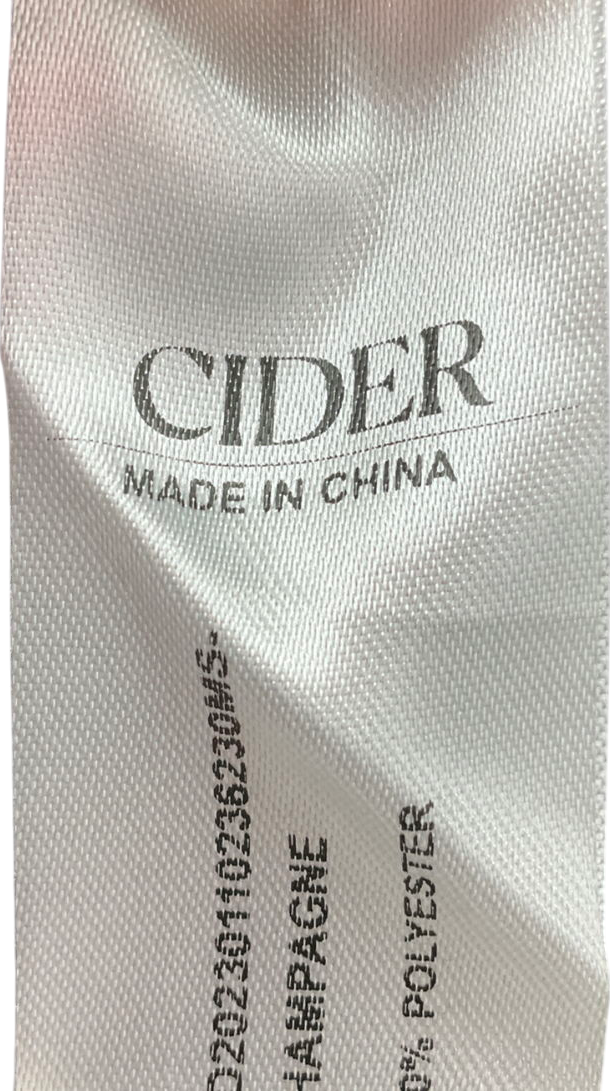 CIDER
MADE IN CHINA
D20230110236230MS-
HAMPAGNE
0% POLYESTER